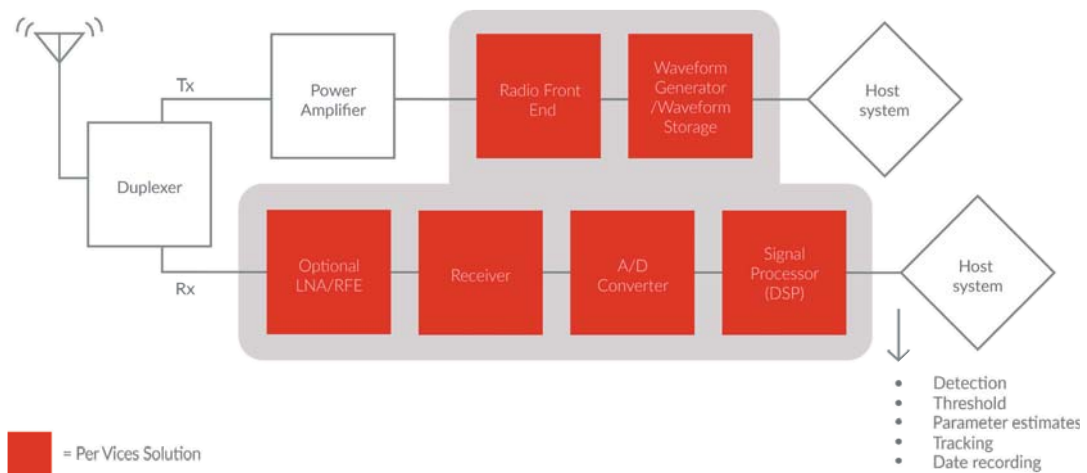 Tx
Power
Amplifier
Radio Front
End
Waveform
Generator
/Waveform
Storage
Host
system
Duplexer
Rx
Optional
LNA/RFE
Receiver
A/D
Converter
Signal
Processor
(DSP)
Host
system
• Detection
• Threshold
• Parameter estimates
• Tracking
• Date recording
= Per Vices Solution